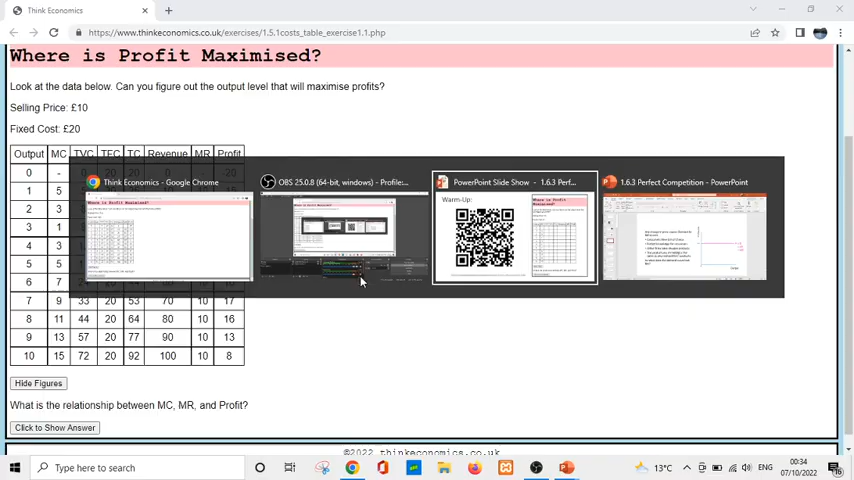 Think Economics
https://www.thinkeconomics.co.uk/exercises/1.5.1costs_table_exercise1.1.php
Where is Profit Maximised?
Look at the data below. Can you figure out the output level that will maximise profits?
Selling Price: £10
Fixed Cost: £20
Output MC TVC TFC TC Revenue MR Profit
0 - 0 20 20 0 - -20
Think Economics - Google Chrome
OBS 25.0.8 (64-bit, windows) - Profile:...
PowerPoint Slide Show - 1.6.3 Perf...
1.6.3 Perfect Competition - PowerPoint
Warm-Up:
1 5
2 3
3 1
4 3
5 5
6 7
7 9 33 20 53 70 10 17
8 11 44 20 64 80 10 16
9 13 57 20 77 90 10 13
10 15 72 20 92 100 10 8
Hide Figures
What is the relationship between MC, MR, and Profit?
Click to Show Answer
©2022 thinkeconomics.co.uk
Type here to search
13°C
ENG
00:34
07/10/2022